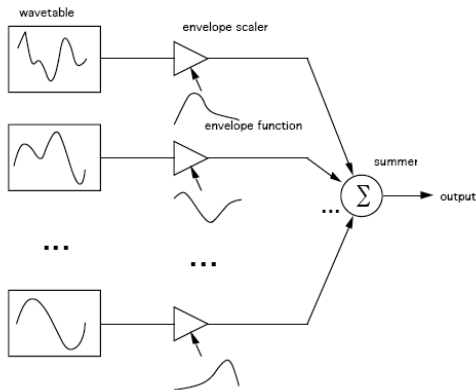 wavetable
envelope scaler
envelope function
summer
...
Σ
output
...
...